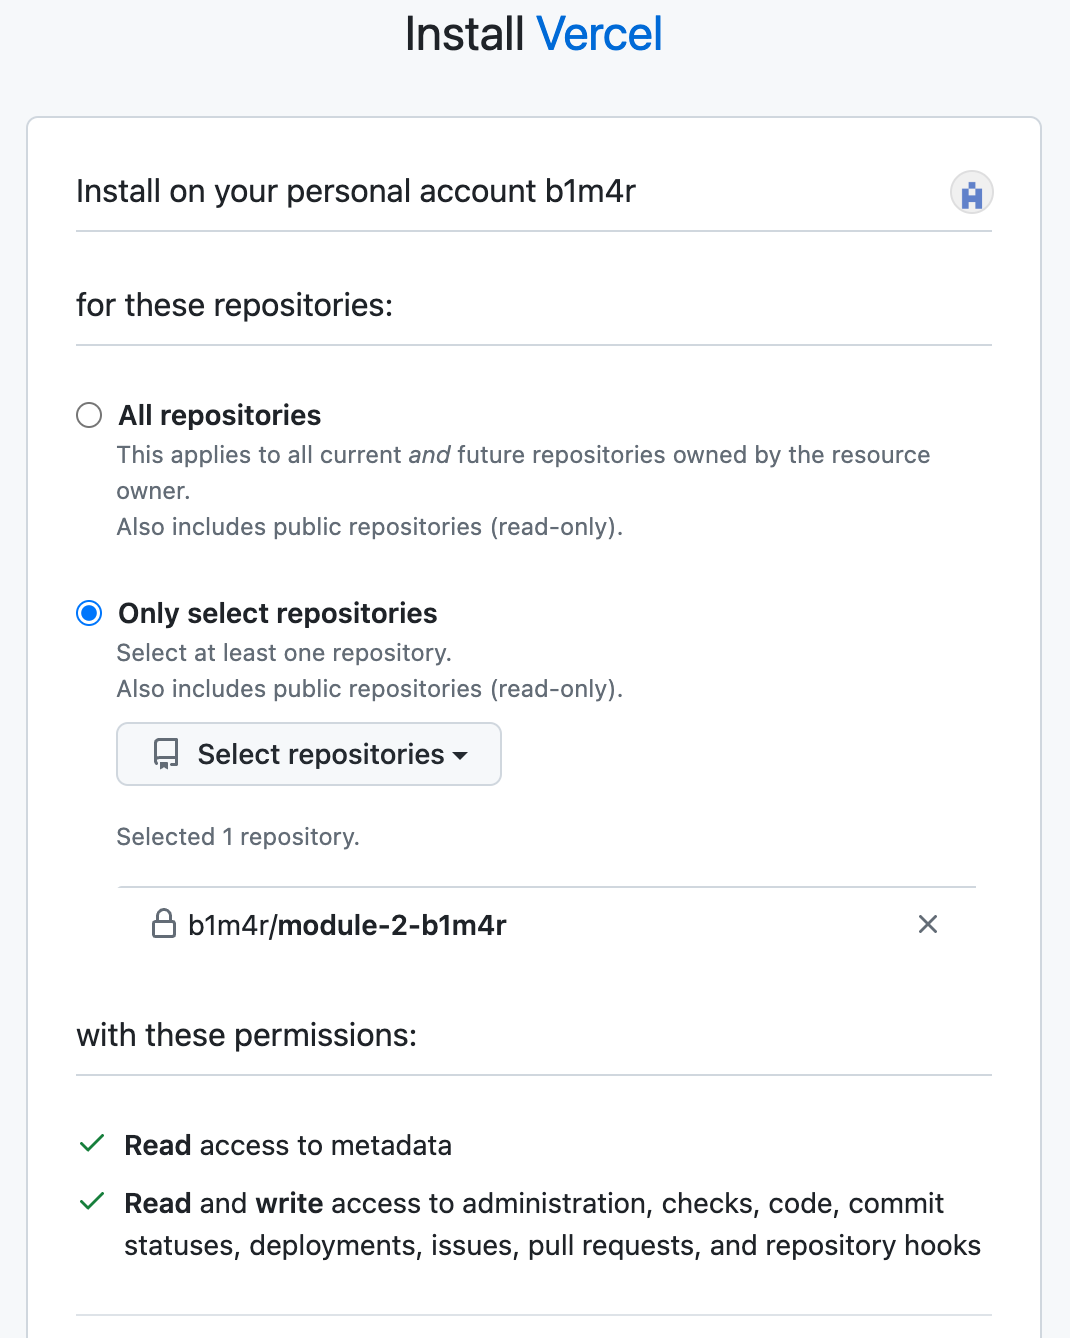 Install Vercel
Install on your personal account b1m4r
for these repositories:
All repositories
This applies to all current and future repositories owned by the resource
owner.
Also includes public repositories (read-only).
Only select repositories
Select at least one repository.
Also includes public repositories (read-only).
Select repositories
Selected 1 repository.
b1m4r/module-2-b1m4r
with these permissions:
Read access to metadata
Read and write access to administration, checks, code, commit
statuses, deployments, issues, pull requests, and repository hooks